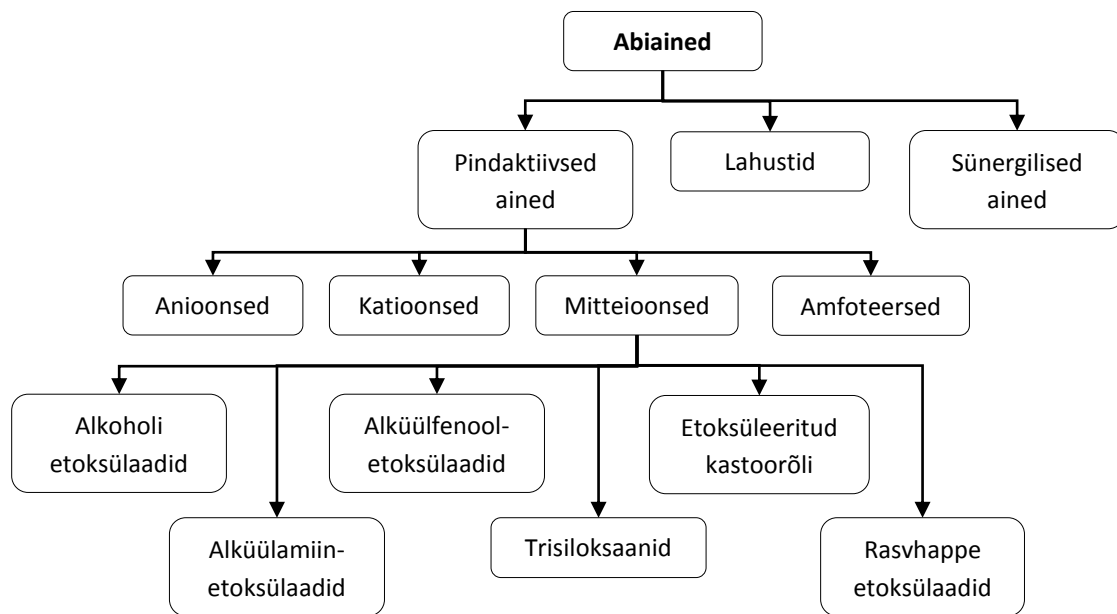 Abiained
Pindaktiivsed
ained
Lahustid
Sünergilised
ained
Anioonsed
Katioonsed
Mitteioonsed
Amfoteersed
Alkoholi
etoksülaadid
Alküülfenool-
etoksülaadid
Etoksüleeritud
kastoorõli
Alküülamiin-
etoksülaadid
Trisiloksaanid
Rasvhappe
etoksülaadid